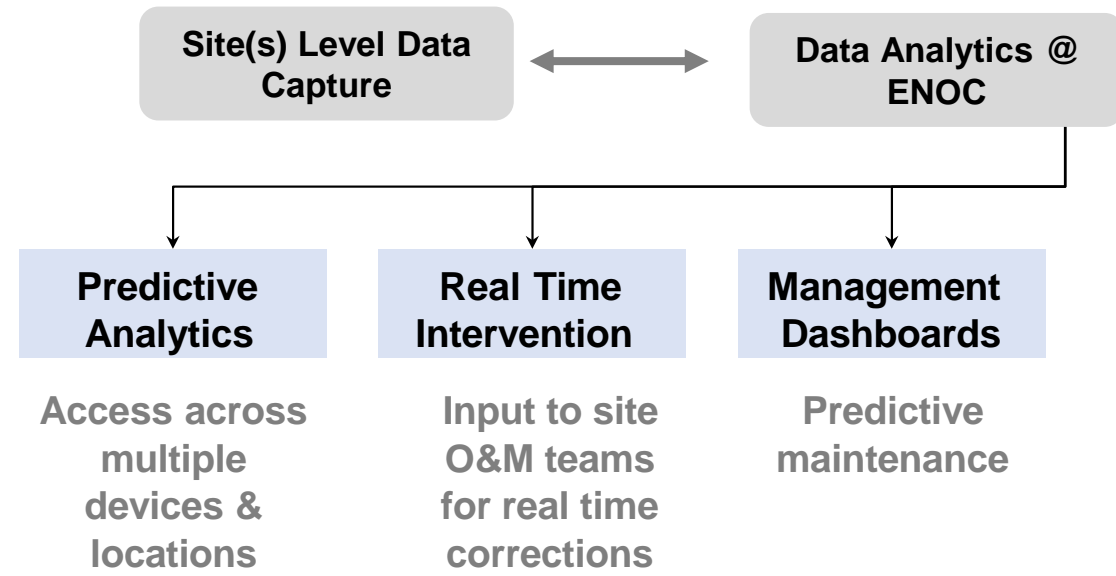 Site(s) Level Data
Capture
Data Analytics @
ENOC
Predictive
Analytics
Real Time
Intervention
Management
Dashboards
Access across
multiple
devices &
locations
Input to site
O&M teams
for real time
corrections
Predictive
maintenance